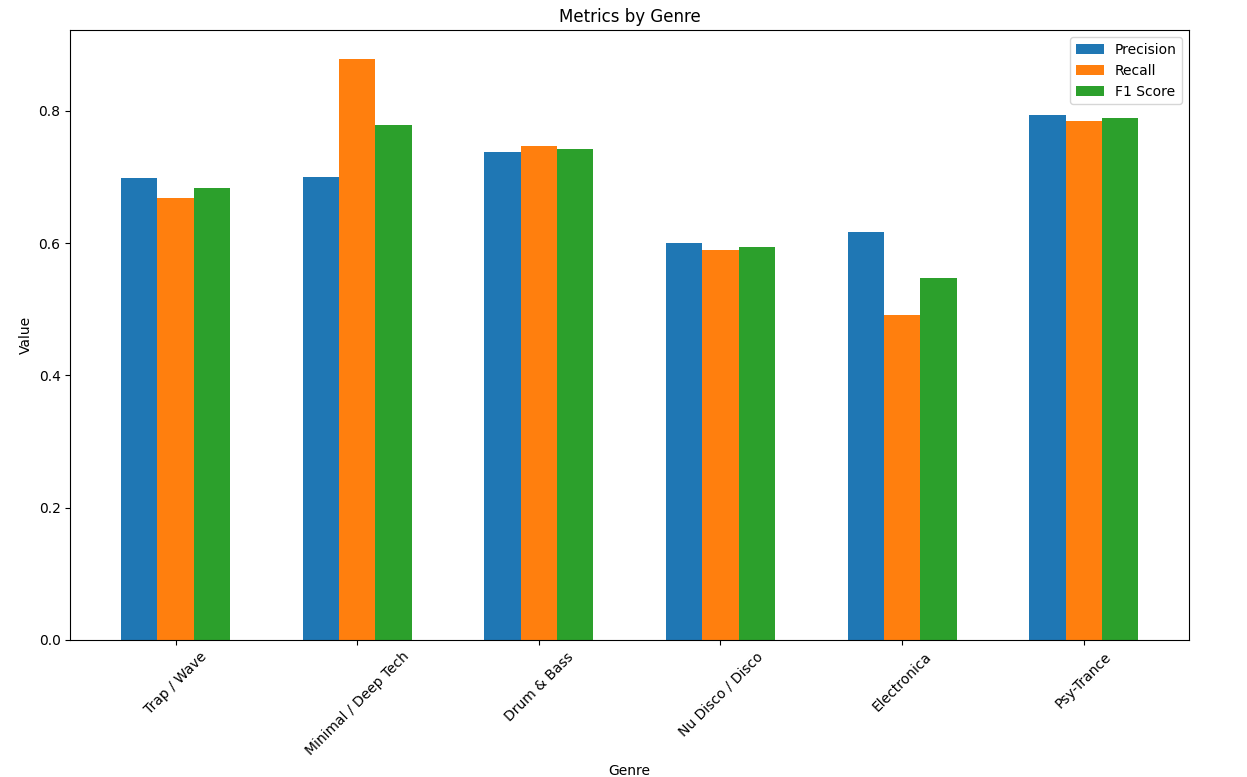 Metrics by Genre
Precision
Recall
F1 Score
Value
0.8
0.6
0.4
0.2
0.0
Trap / Wave
Minimal / Deep Tech
Drum & Bass
Nu Disco / Disco
Electronica
Psy-Trance
Genre